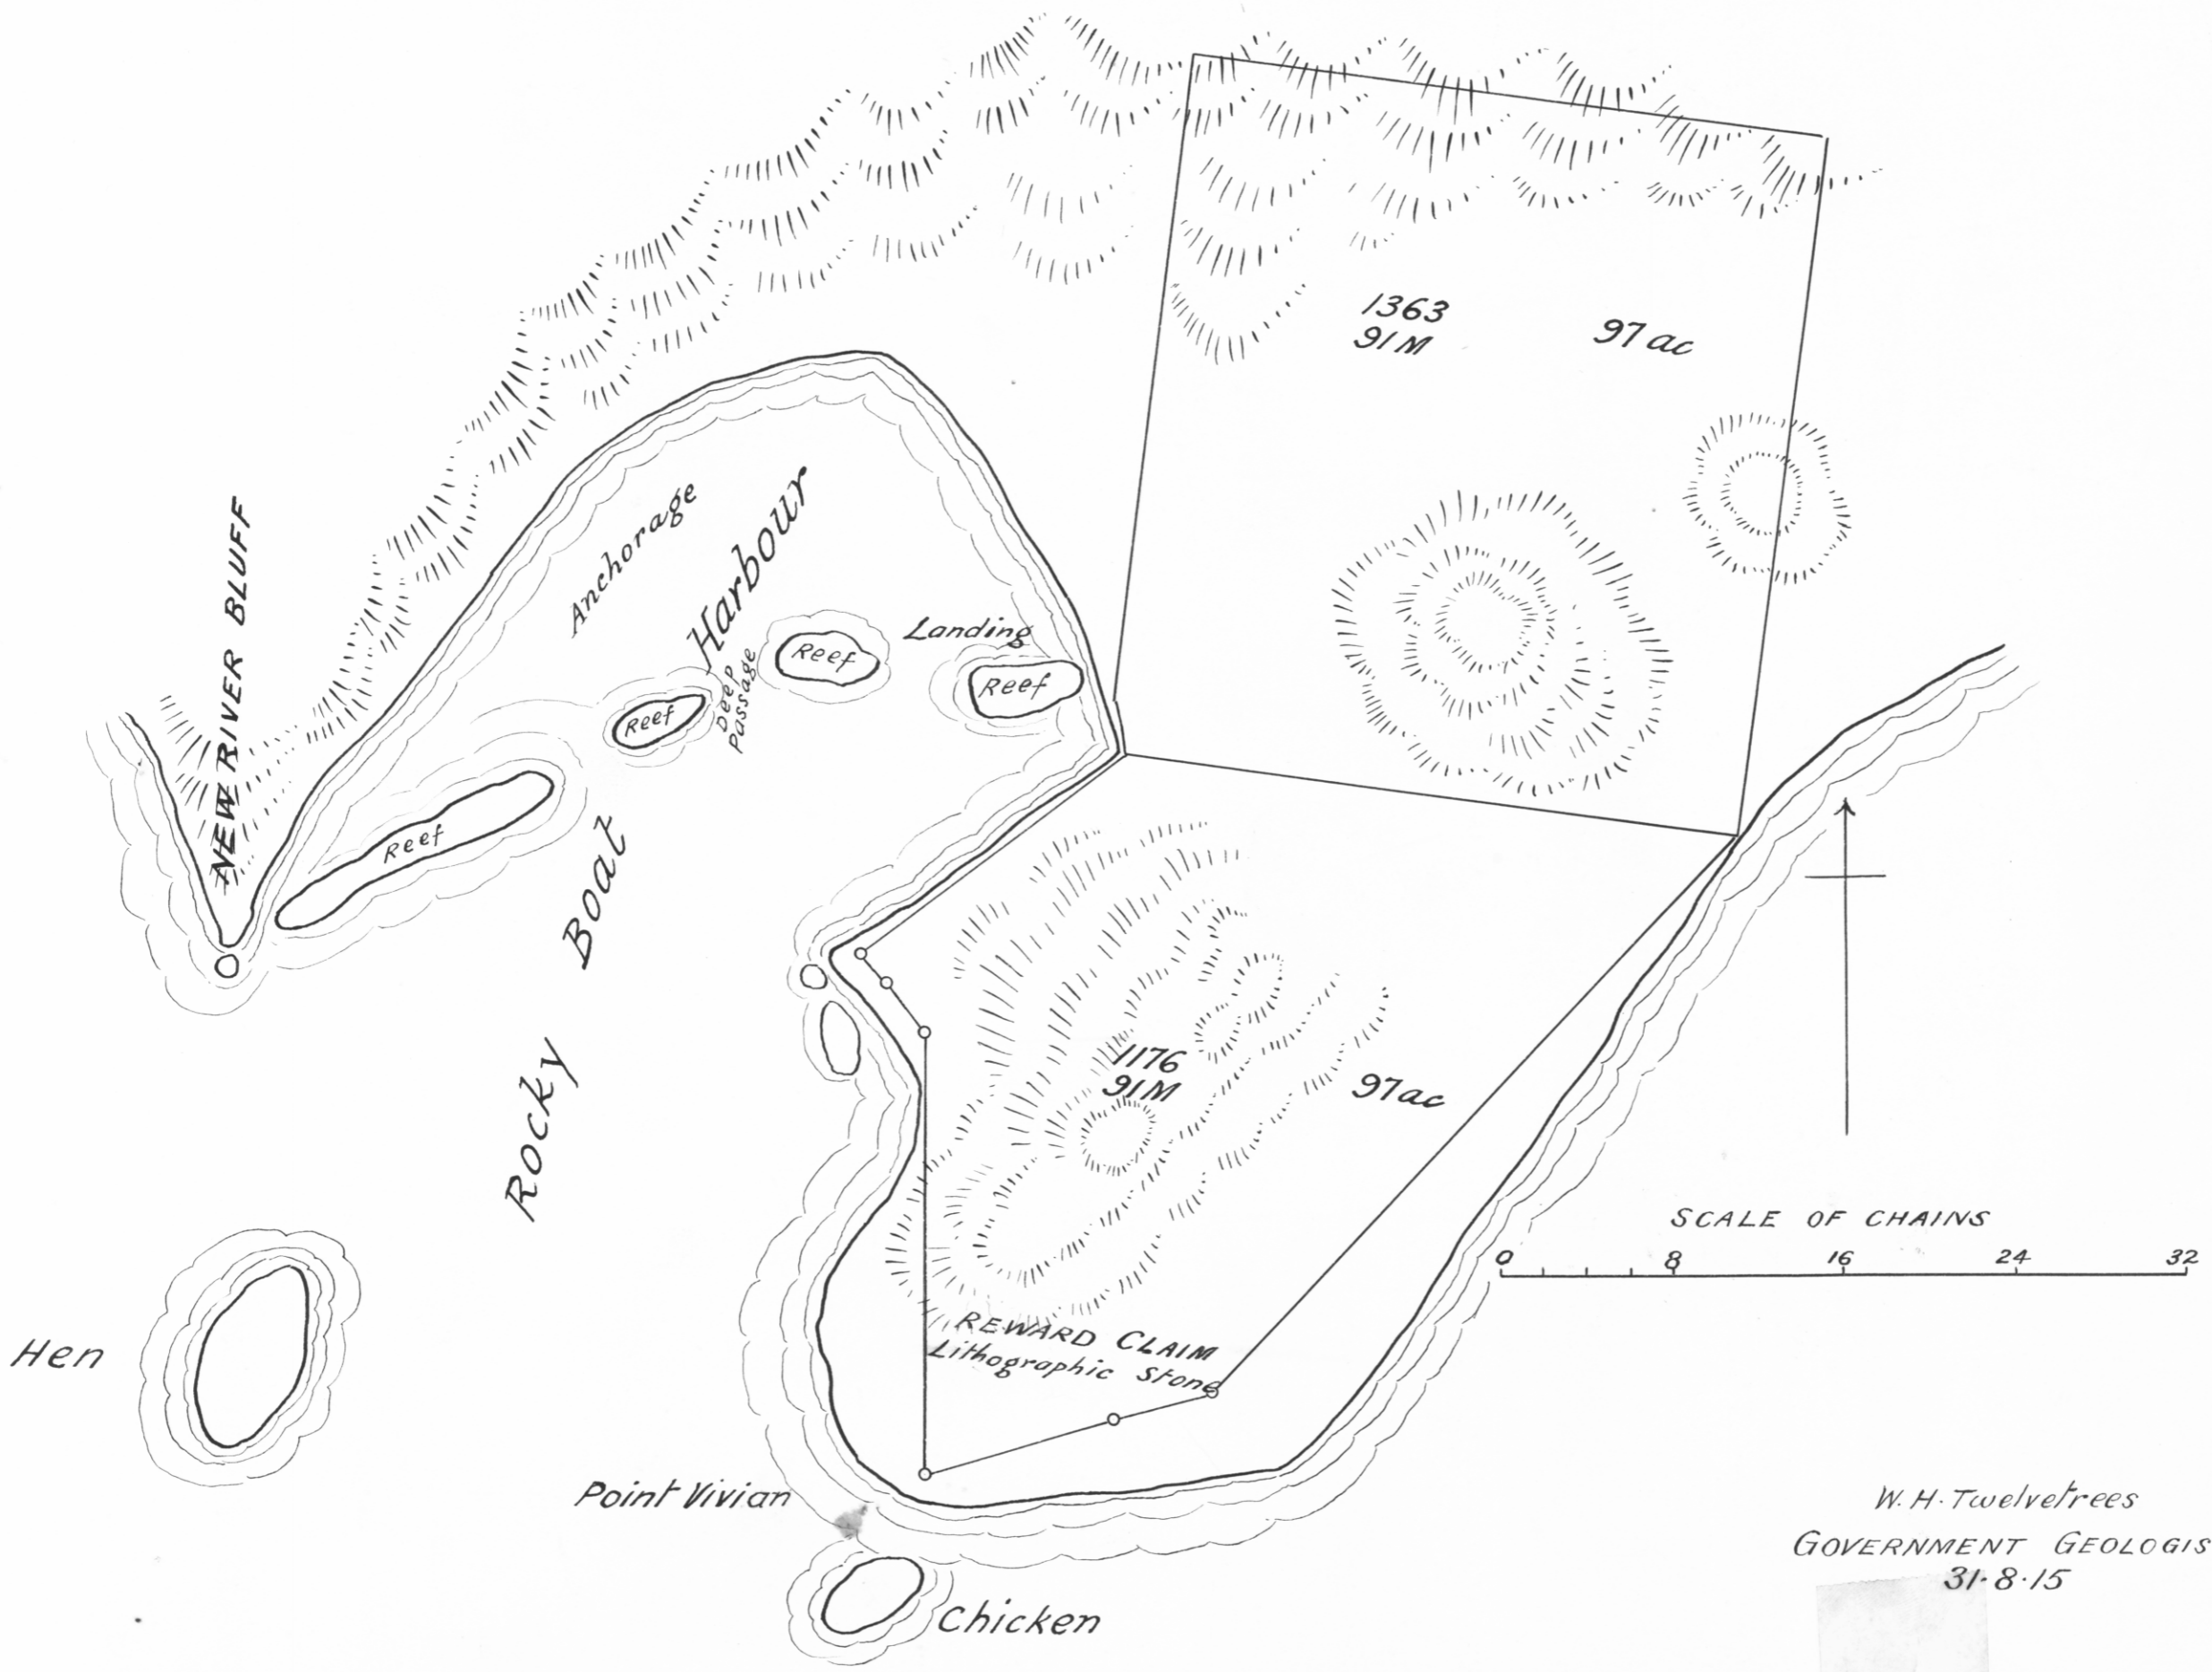 1363
91M
97ac
NEW RIVER BLUFF
Anchorage
Rocky Boat Harbour
Landing
Reef
Reef
Reef
Reef
Deep
Passage
1176
91M
97ac
SCALE OF CHAINS
0 8 16 24 32
REWARD CLAIM
Lithographic Stone
Hen
Point Vivian
Chicken
W. H. Twelvetrees
GOVERNMENT GEOLOGIS
31·8·15